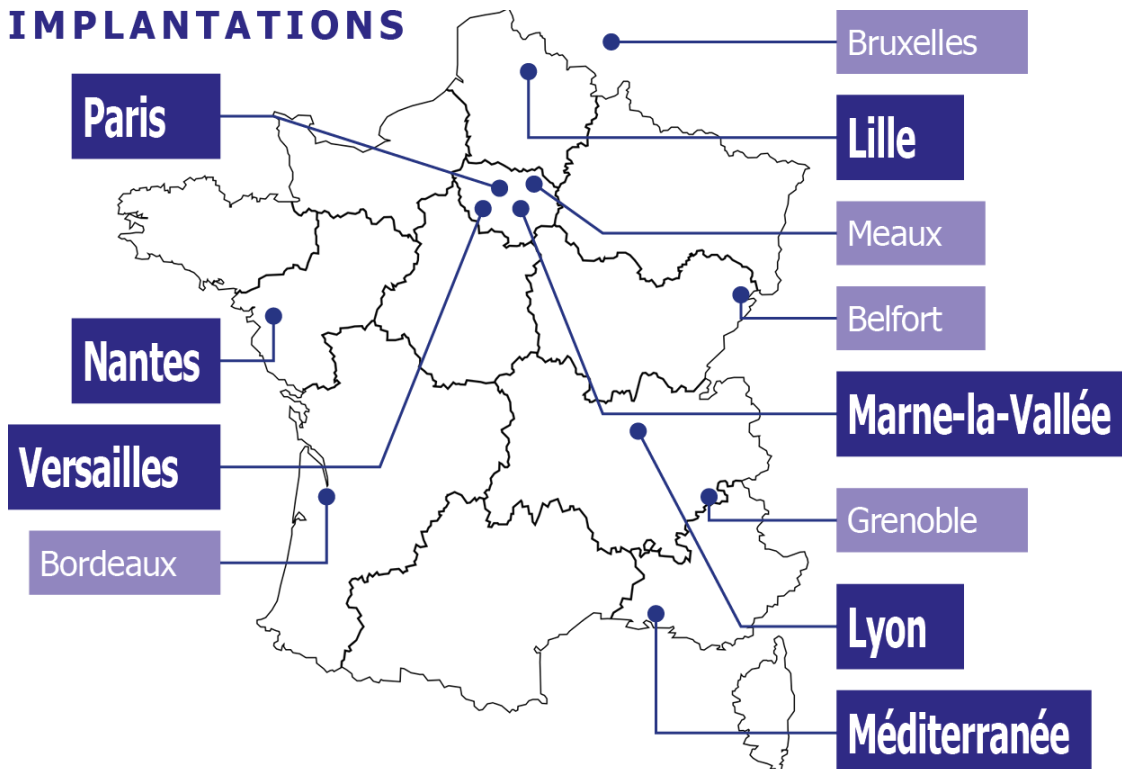 IMPLANTATIONS
Paris
Nantes
Versailles
Bordeaux
Bruxelles
Lille
Meaux
Belfort
Marne-la-Vallée
Grenoble
Lyon
Méditerranée